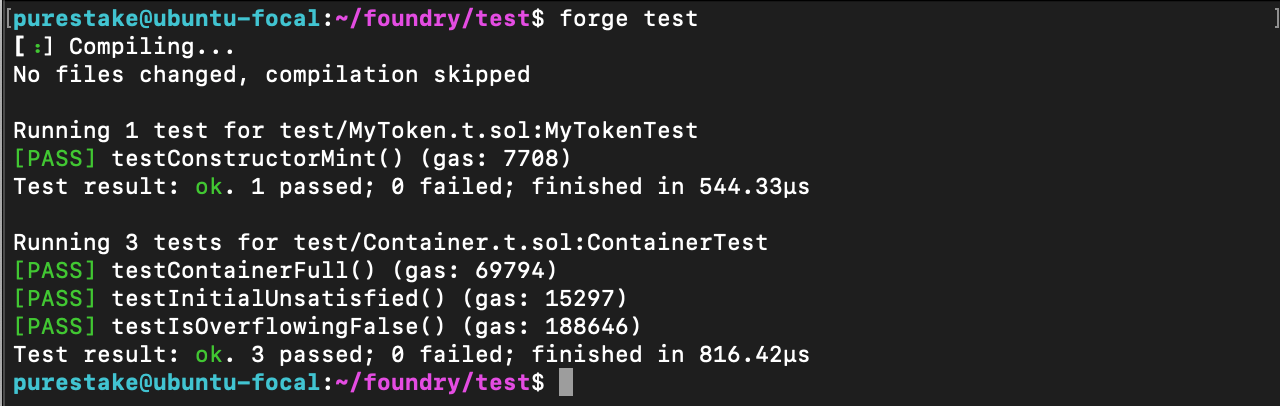 [purestake@ubuntu-focal:~/foundry/test$ forge test ]
[⠆] Compiling...
No files changed, compilation skipped
Running 1 test for test/MyToken.t.sol:MyTokenTest
[PASS] testConstructorMint() (gas: 7708)
Test result: ok. 1 passed; 0 failed; finished in 544.33µs
Running 3 tests for test/Container.t.sol:ContainerTest
[PASS] testContainerFull() (gas: 69794)
[PASS] testInitialUnsatisfied() (gas: 15297)
[PASS] testIsOverflowingFalse() (gas: 188646)
Test result: ok. 3 passed; 0 failed; finished in 816.42µs
purestake@ubuntu-focal:~/foundry/test$